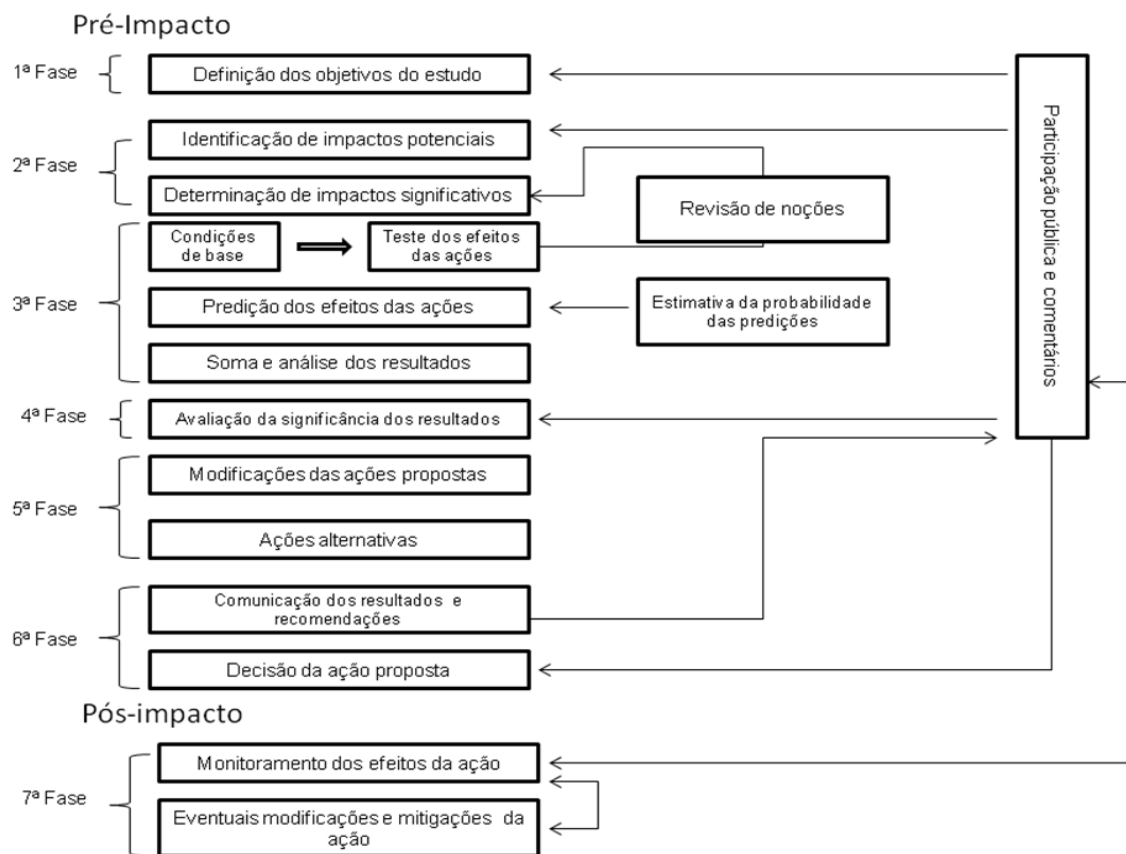 Pré-Impacto
1ª Fase
Definição dos objetivos do estudo
2ª Fase
Identificação de impactos potenciais
Determinação de impactos significativos
Revisão de noções
Participação pública e comentários
3ª Fase
Condições
de base
Teste dos efeitos
das ações
Predição dos efeitos das ações
Estimativa da probabilidade
das predições
Soma e análise dos resultados
4ª Fase
Avaliação da significância dos resultados
5ª Fase
Modificações das ações propostas
Ações alternativas
6ª Fase
Comunicação dos resultados e
recomendações
Decisão da ação proposta
Pós-impacto
7ª Fase
Monitoramento dos efeitos da ação
Eventuais modificações e mitigações da
ação